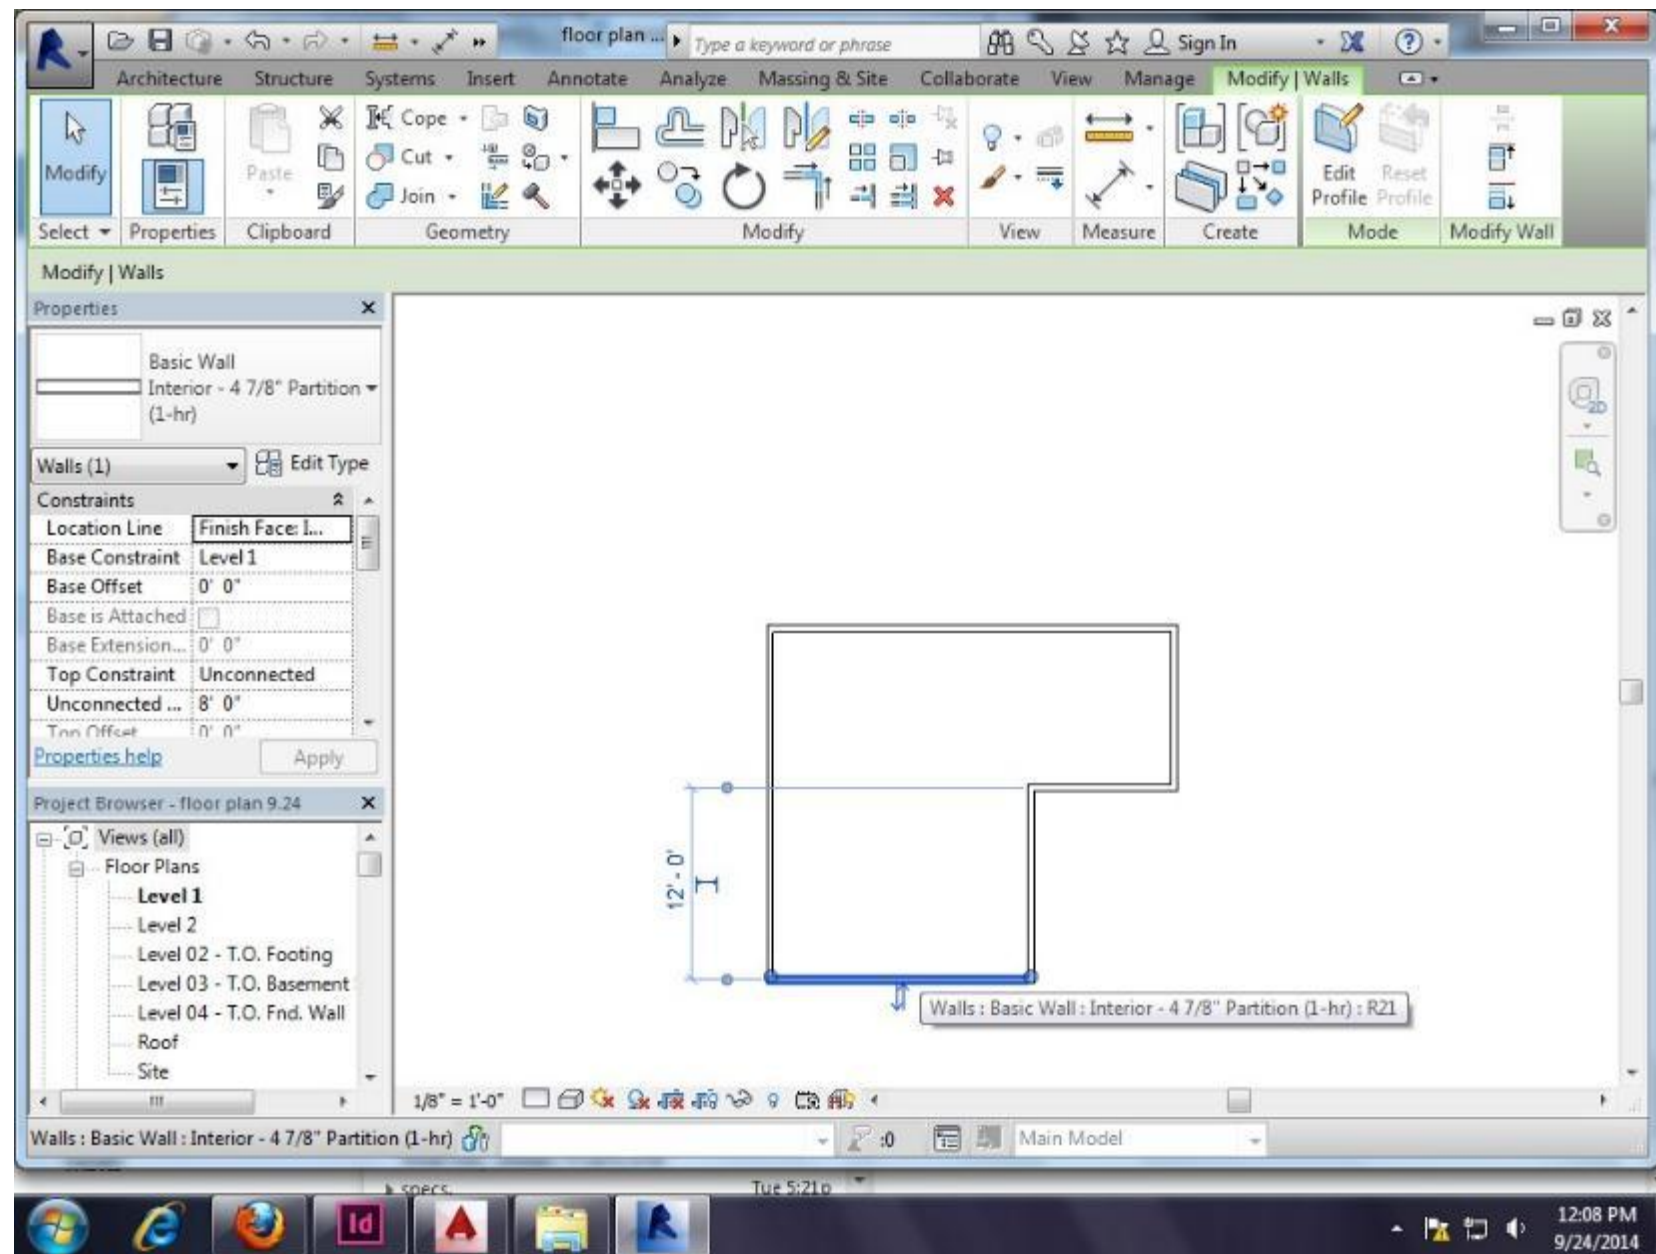 floor plan ...
Type a keyword or phrase
Sign In
Architecture Structure Systems Insert Annotate Analyze Massing & Site Collaborate View Manage Modify | Walls
Modify
Paste
Cope
Cut
Join
Edit Profile
Reset Profile
Select Properties Clipboard Geometry Modify View Measure Create Mode Modify Wall
Modify | Walls
Properties
Basic Wall
Interior - 4 7/8" Partition
(1-hr)
Walls (1) Edit Type
Constraints
Location Line Finish Face: I...
Base Constraint Level 1
Base Offset 0' 0"
Base is Attached
Base Extension... 0' 0"
Top Constraint Unconnected
Unconnected ... 8' 0"
Top Offset 0' 0"
Properties help Apply
Project Browser - floor plan 9.24
Views (all)
Floor Plans
Level 1
Level 2
Level 02 - T.O. Footing
Level 03 - T.O. Basement
Level 04 - T.O. Fnd. Wall
Roof
Site
2D
12' - 0'
Walls : Basic Wall : Interior - 4 7/8" Partition (1-hr) : R21
1/8" = 1'-0"
Walls : Basic Wall : Interior - 4 7/8" Partition (1-hr)
:0
Main Model
specs.
Tue 5:21p
Id
12:08 PM
9/24/2014